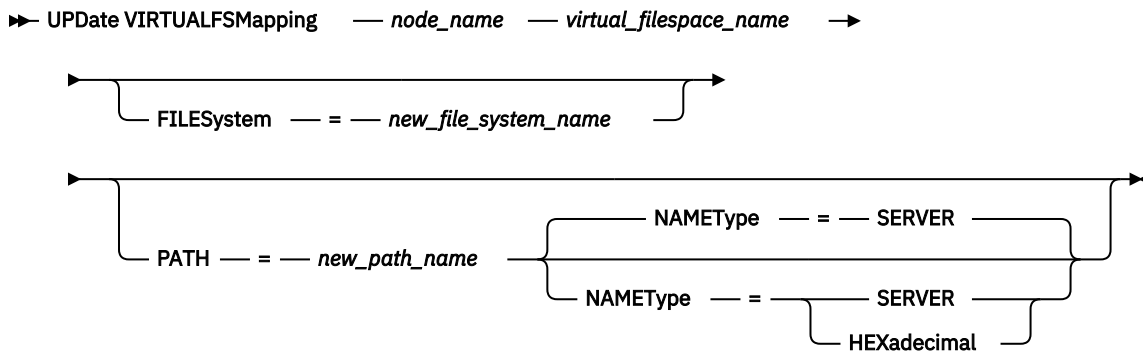 UPDate VIRTUALFSMapping node_name virtual_filespace_name
FILESystem = new_file_system_name
NAMEType = SERVER
PATH = new_path_name
NAMEType = SERVER
HEXadecimal